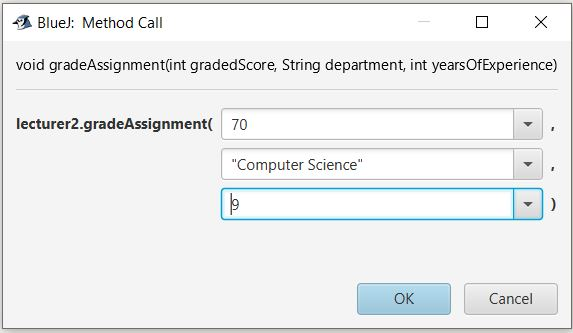 BlueJ: Method Call
void gradeAssignment(int gradedScore, String department, int yearsOfExperience)
lecturer2.gradeAssignment( 70 ,
"Computer Science" ,
9 )
OK Cancel